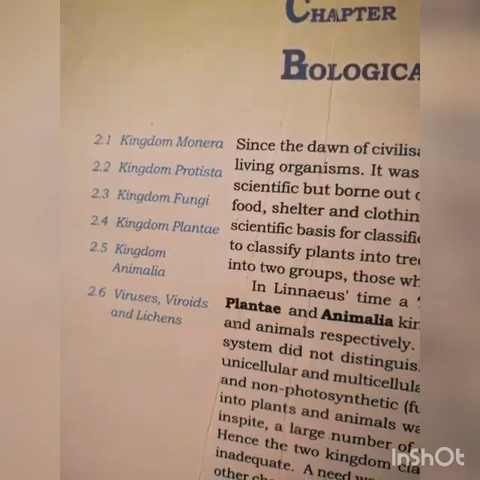 CHAPTER
BIOLOGICA
2.1 Kingdom Monera
2.2 Kingdom Protista
2.3 Kingdom Fungi
2.4 Kingdom Plantae
2.5 Kingdom
Animalia
2.6 Viruses, Viroids
and Lichens
Since the dawn of civilisa
living organisms. It was
scientific but borne out
food, shelter and clothin
scientific basis for classifi
to classify plants into tre
into two groups, those wh
In Linnaeus' time a
Plantae and Animalia kin
and animals respectively.
system did not distinguis
unicellular and multicellula
and non-photosynthetic (fu
into plants and animals wa
inspite, a large number of
Hence the two kingdom cla
inadequate. A need
other
InShOt